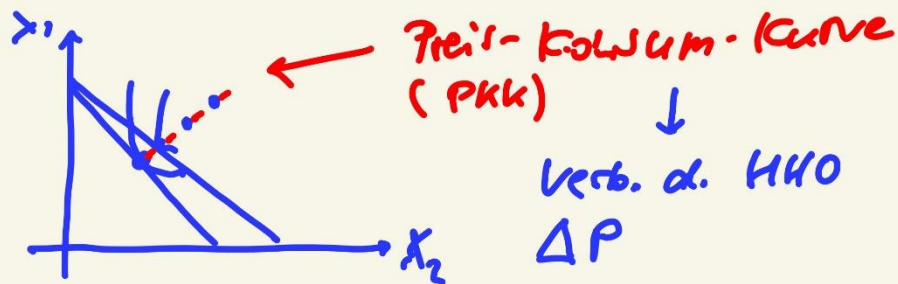 x₁
Preis-Konsum-Kurve
(PKK)
Verb. d. HHO
ΔP
x₂